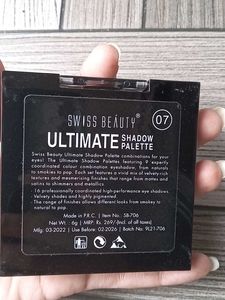 07
SWISS BEAUTY®
ULTIMATE SHADOW
PALETTE
Swiss Beauty Ultimate Shadow Palette combinations for your
eyes! The Ultimate Shadow Palettes featuring 9 expertly
coordinated colour combination eyeshadow, from naturals
to smokies to pop. Each set features a vivid mix of velvety-rich
textures and mesmerising finishes that range from mattes and
satins to shimmers and metallics
- 16 professionally coordinated high-performance eye shadows.
- Velvety shades and highly pigmented
- The range of finishes allows different looks from smokey to
natural to pop.
Made in P.R.C. | Item No.: SB-706
Net wt. : 6g | MRP. Rs. 269/-(Incl. of all taxes)
Mfg: 03-2022 | Use Before: 02-2026 | Batch No: 9L21-706